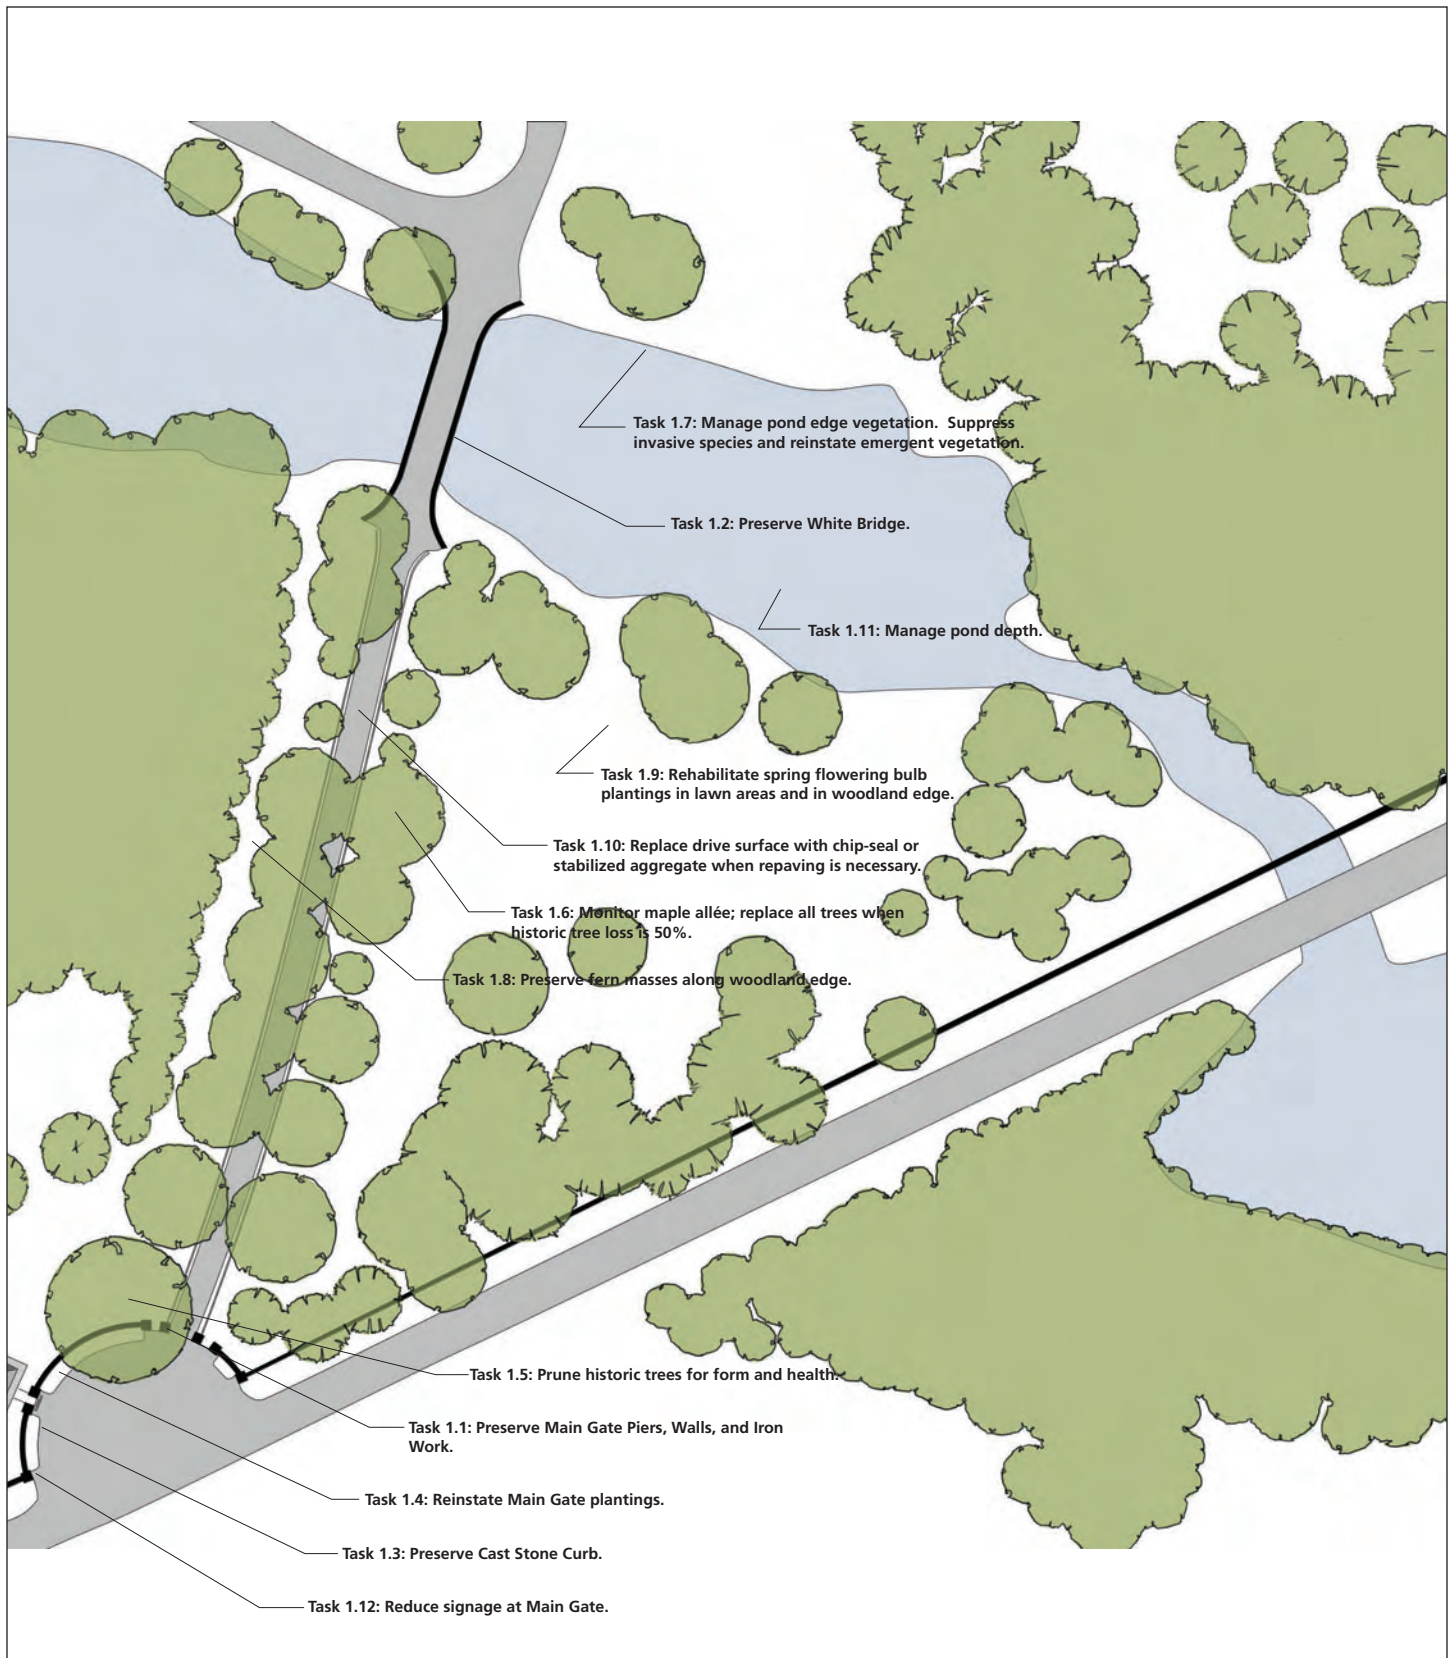 Task 1.7: Manage pond edge vegetation.  Suppress
invasive species and reinstate emergent vegetation.
Task 1.2: Preserve White Bridge.
Task 1.11: Manage pond depth.
Task 1.9: Rehabilitate spring flowering bulb
plantings in lawn areas and in woodland edge.
Task 1.10: Replace drive surface with chip-seal or
stabilized aggregate when repaving is necessary.
Task 1.6: Monitor maple allée; replace all trees when
historic tree loss is 50%.
Task 1.8: Preserve fern masses along woodland edge.
Task 1.5: Prune historic trees for form and health.
Task 1.1: Preserve Main Gate Piers, Walls, and Iron
Work.
Task 1.4: Reinstate Main Gate plantings.
Task 1.3: Preserve Cast Stone Curb.
Task 1.12: Reduce signage at Main Gate.